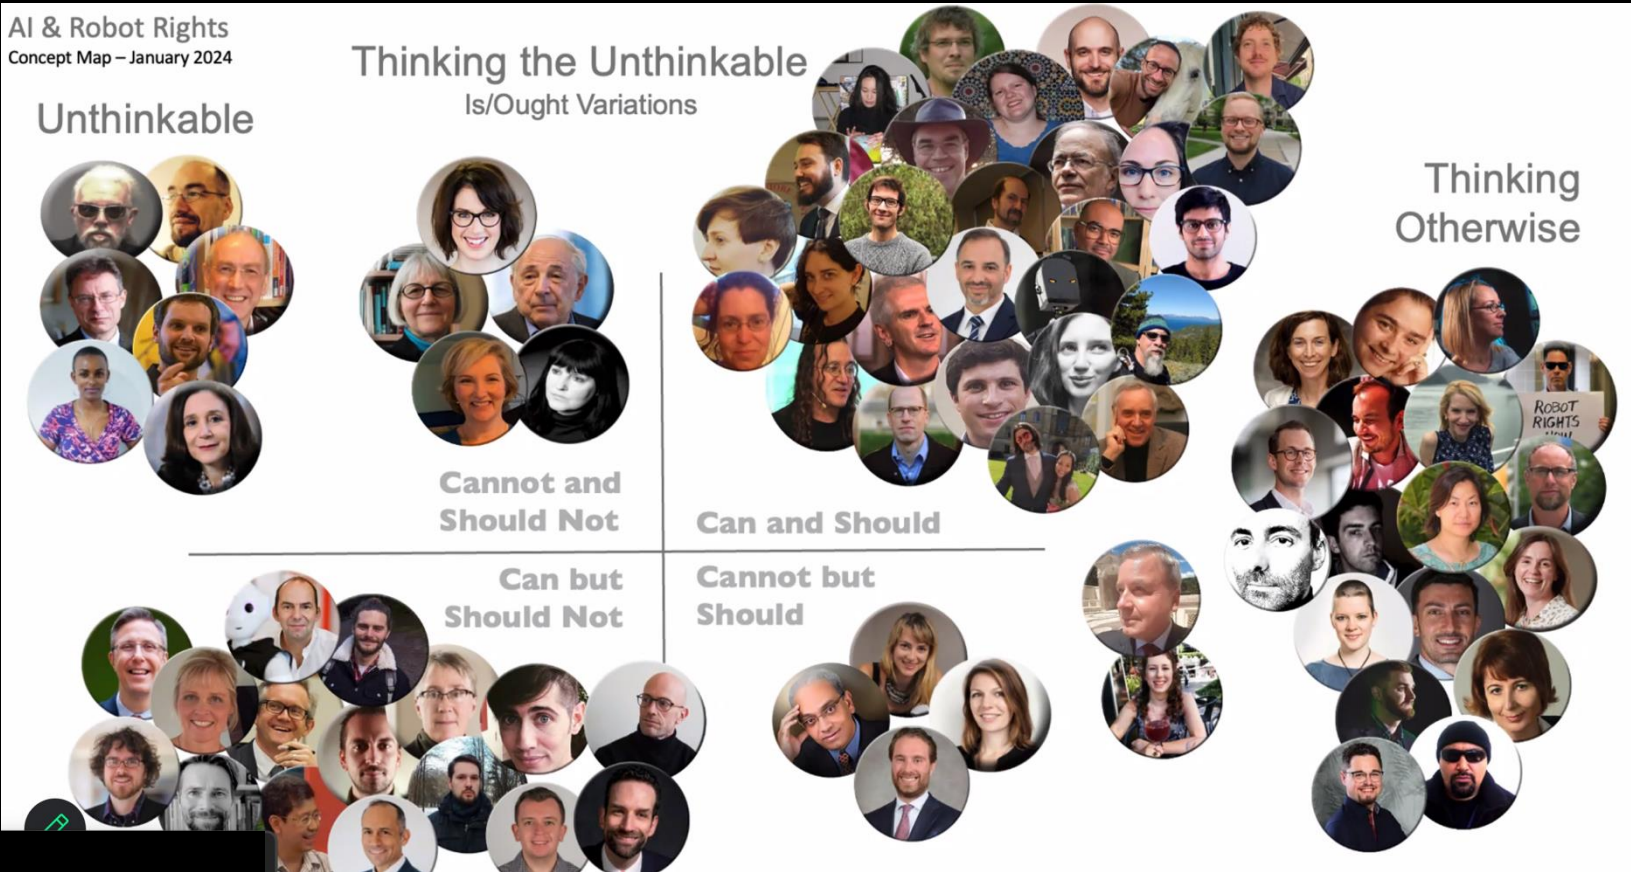 AI & Robot Rights
Concept Map – January 2024
Unthinkable
Thinking the Unthinkable
Is/Ought Variations
Thinking
Otherwise
ROBOT
RIGHTS
NOW!
Cannot and
Should Not
Can and Should
Can but
Should Not
Cannot but
Should